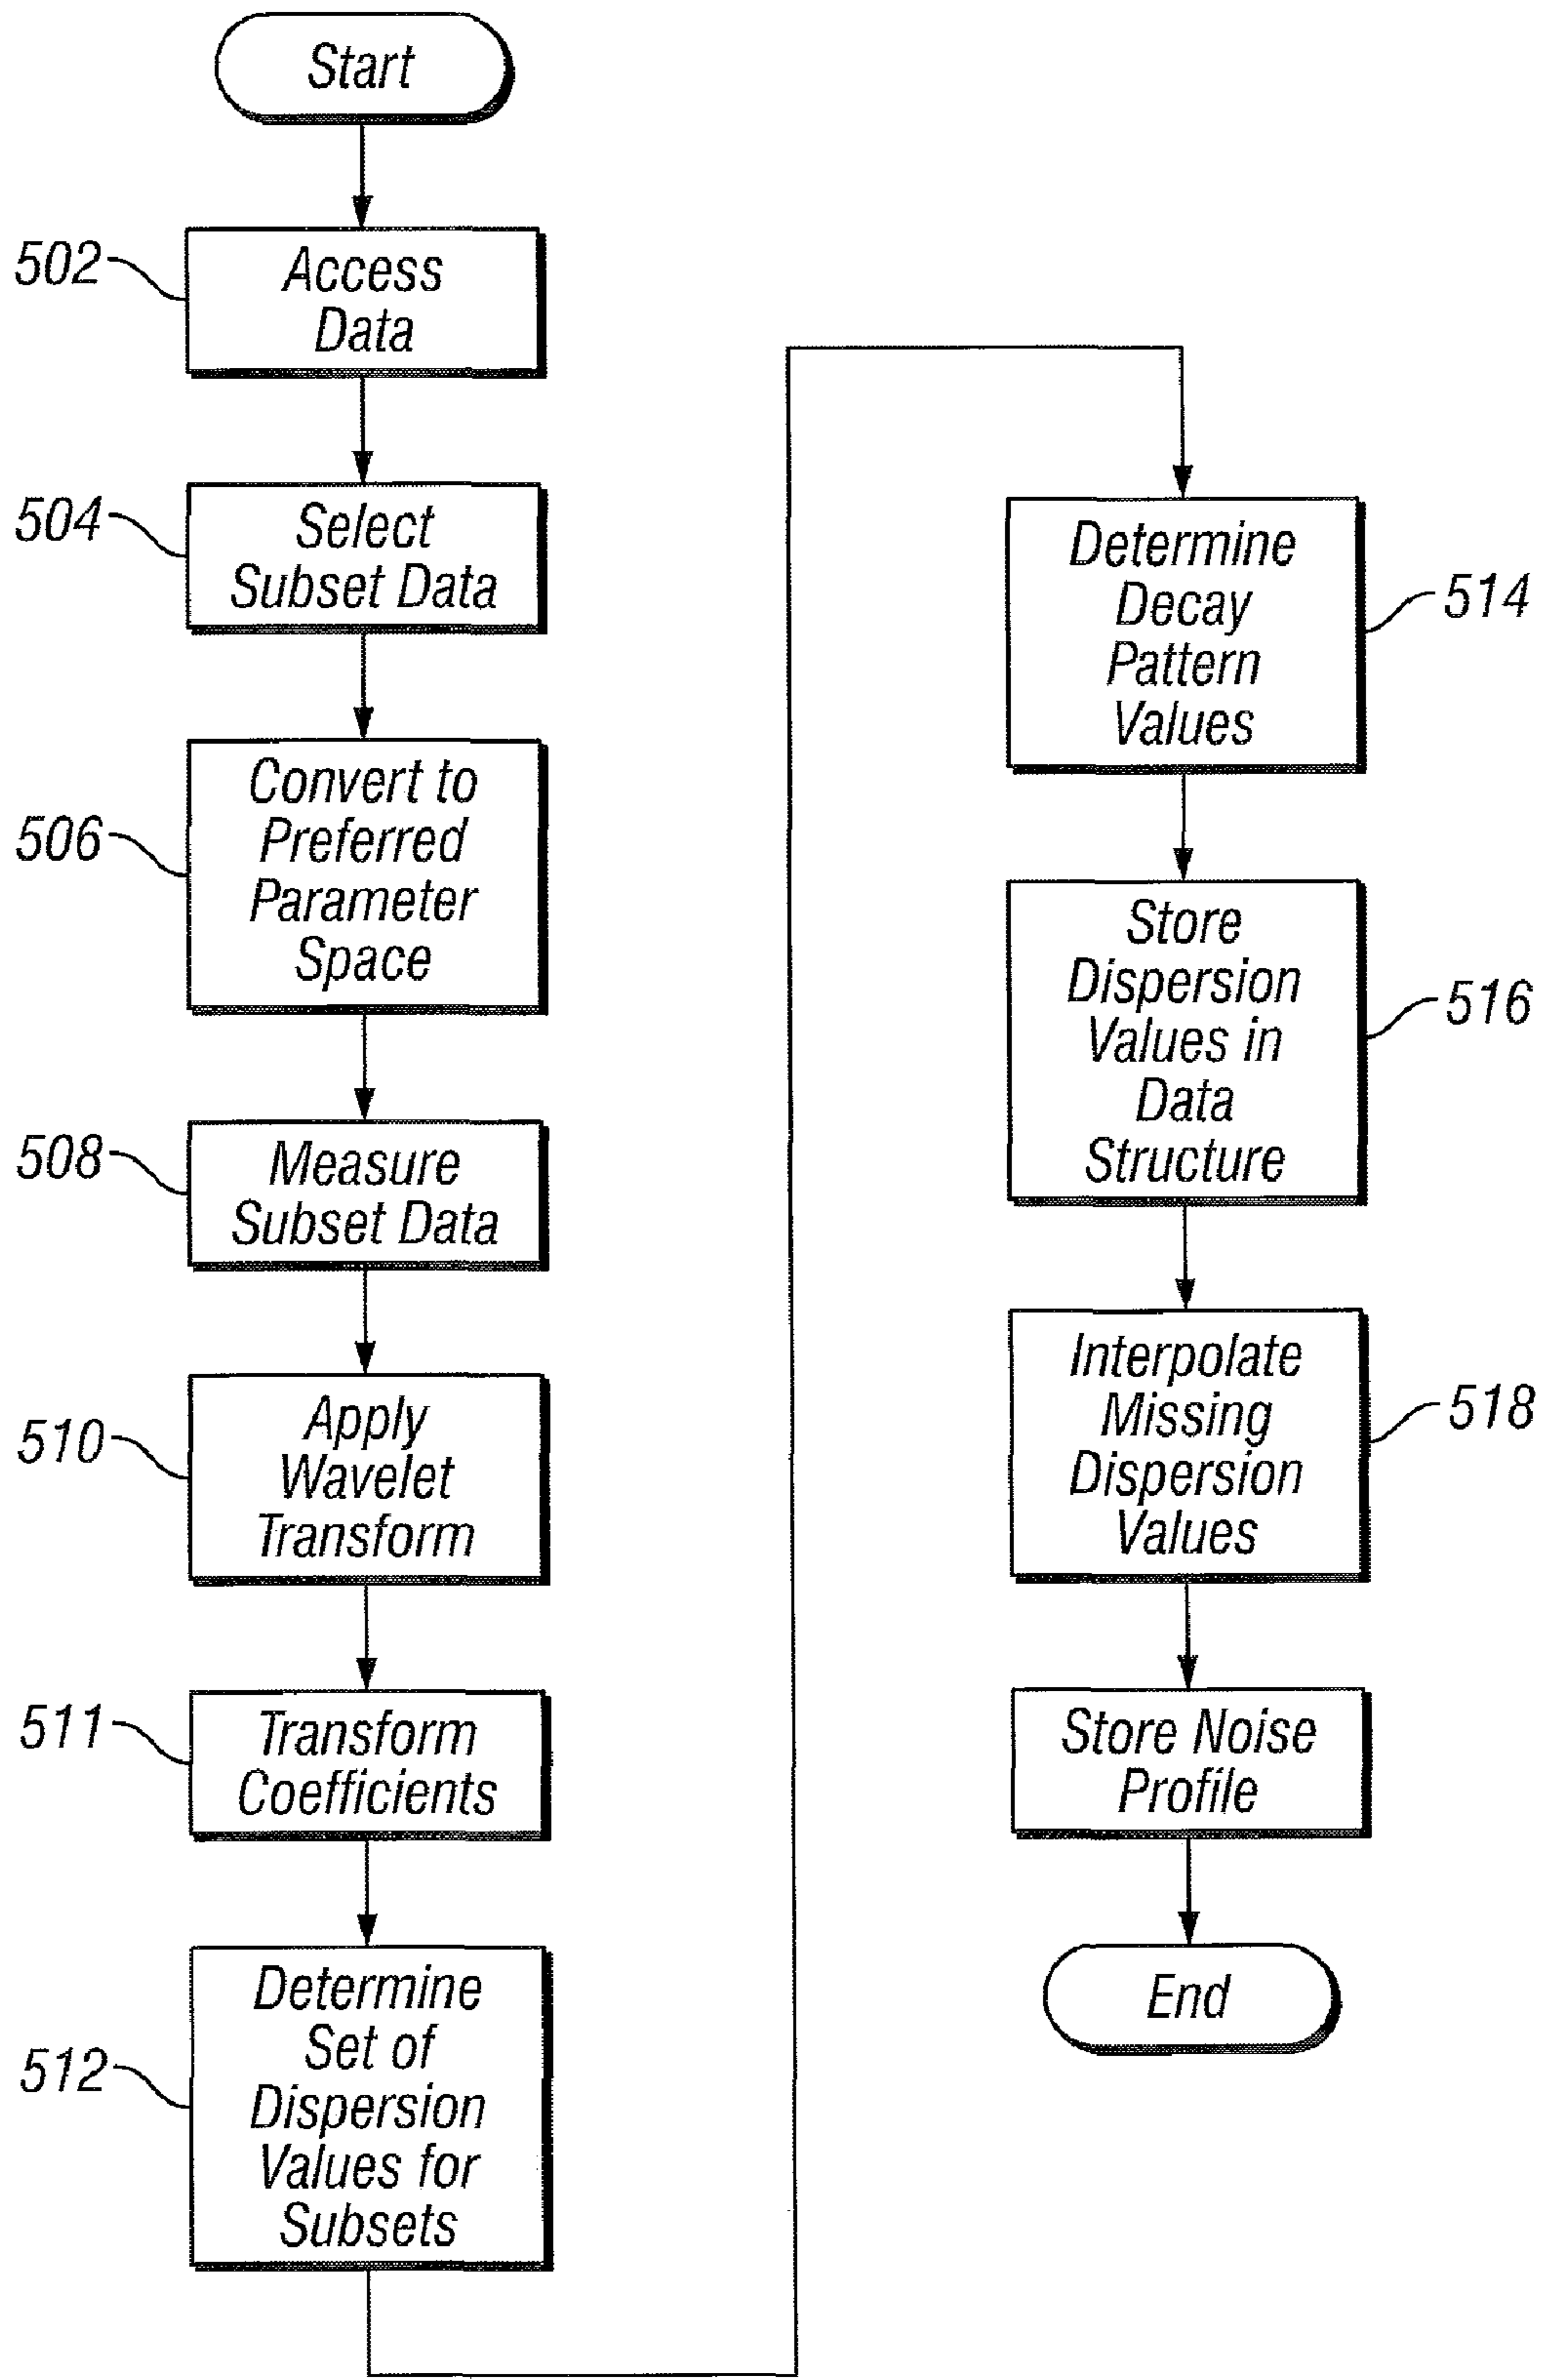 Start
502
Access
Data
504
Select
Subset Data
506
Convert to
Preferred
Parameter
Space
508
Measure
Subset Data
510
Apply
Wavelet
Transform
511
Transform
Coefficients
512
Determine
Set of
Dispersion
Values for
Subsets
Determine
Decay
Pattern
Values
514
Store
Dispersion
Values in
Data
Structure
516
Interpolate
Missing
Dispersion
Values
518
Store Noise
Profile
End